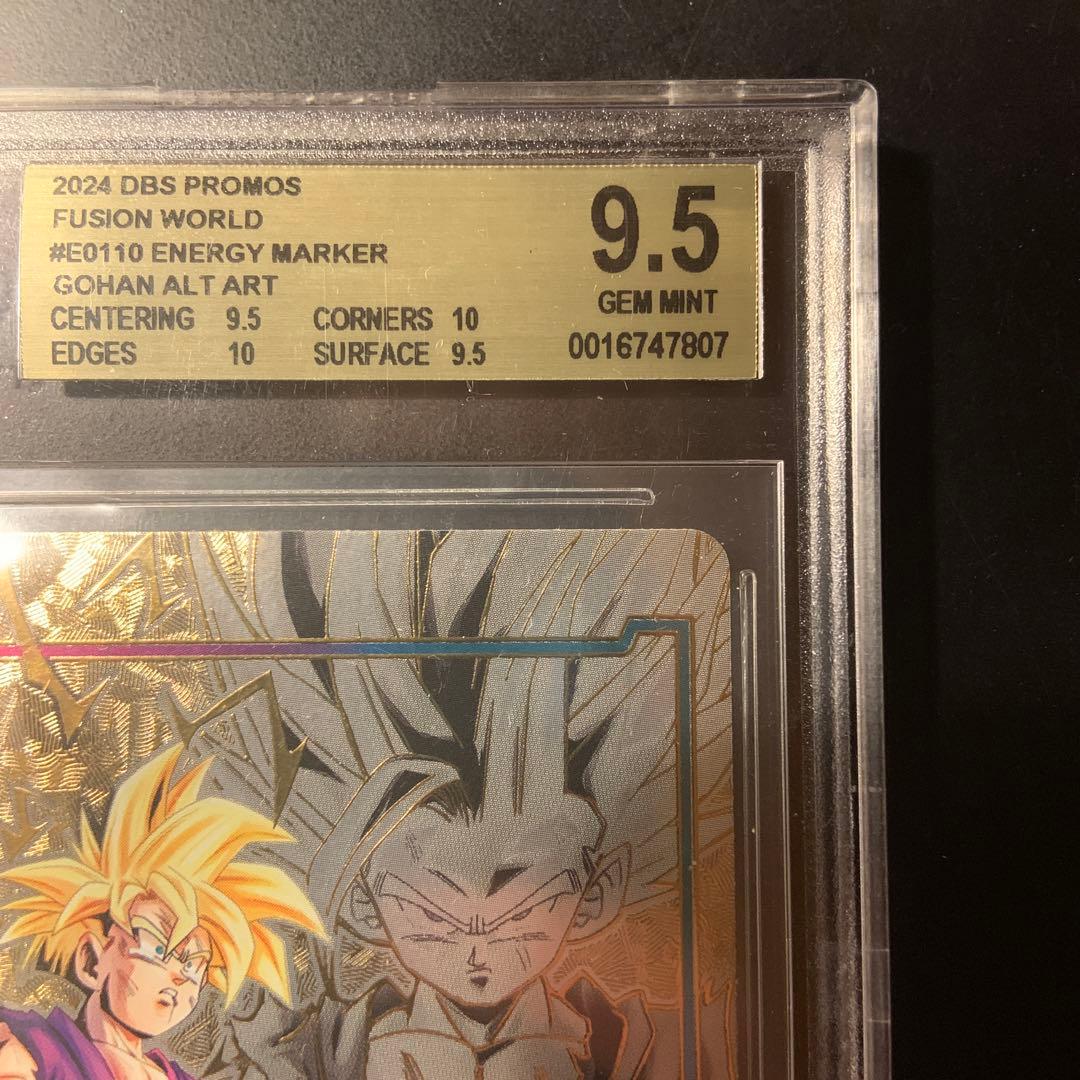 2024 DBS PROMOS
FUSION WORLD
#E0110 ENERGY MARKER
GOHAN ALT ART
CENTERING 9.5 CORNERS 10
EDGES 10 SURFACE 9.5
9.5
GEM MINT
0016747807